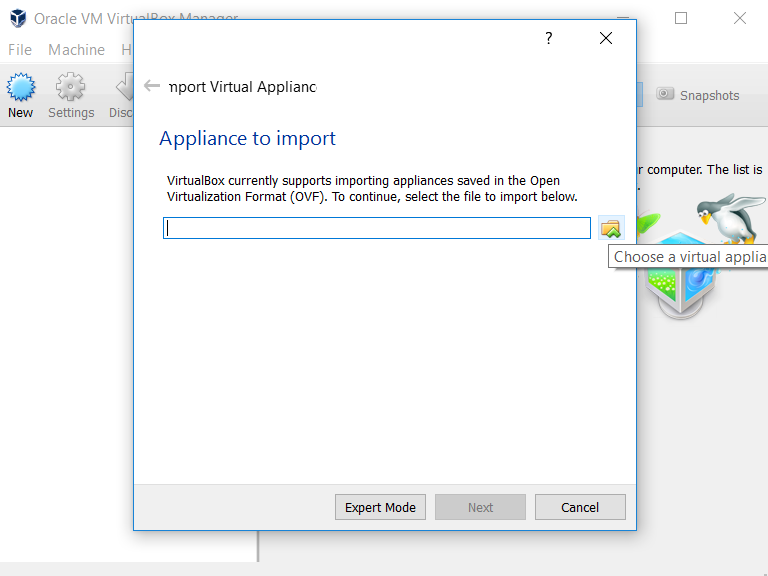 Oracle VM VirtualBox Manager
File Machine H
New Settings Disc
Snapshots
?
mport Virtual Applianc
Appliance to import
r computer. The list is
.
VirtualBox currently supports importing appliances saved in the Open
Virtualization Format (OVF). To continue, select the file to import below.
Choose a virtual applia
Expert Mode Next Cancel